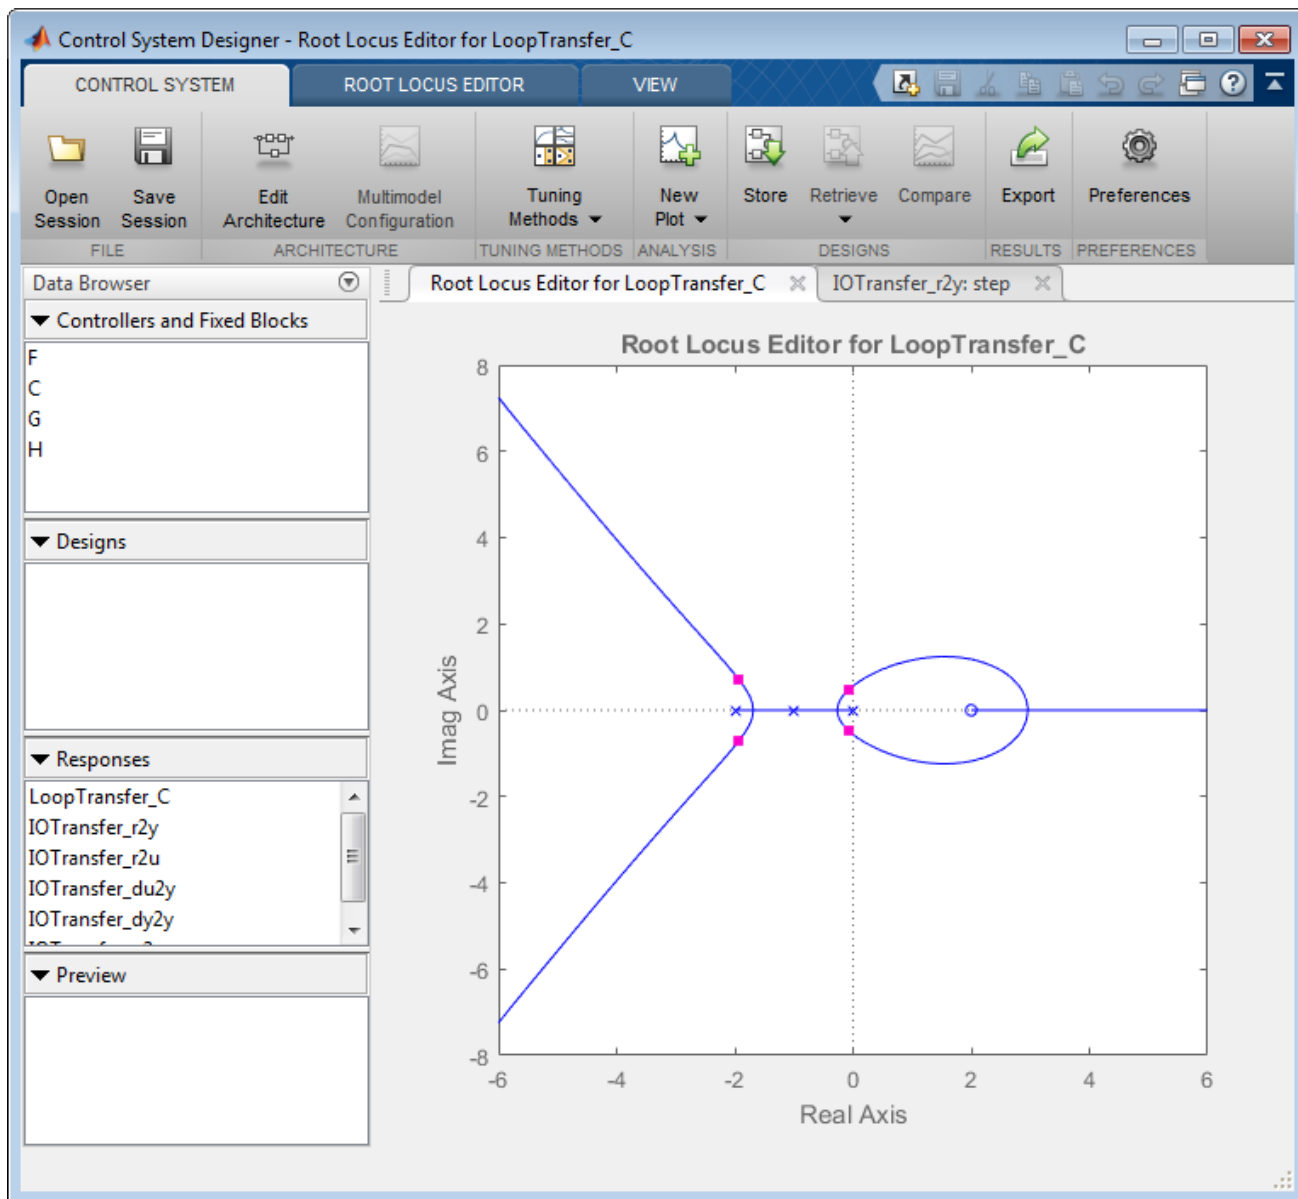 Control System Designer - Root Locus Editor for LoopTransfer_C
CONTROL SYSTEM
ROOT LOCUS EDITOR
VIEW
Open Session
Save Session
Edit Architecture
Multimodel Configuration
Tuning Methods
New Plot
Store
Retrieve
Compare
Export
Preferences
FILE
ARCHITECTURE
TUNING METHODS
ANALYSIS
DESIGNS
RESULTS
PREFERENCES
Data Browser
Controllers and Fixed Blocks
F
C
G
H
Designs
Responses
LoopTransfer_C
IOTransfer_r2y
IOTransfer_r2u
IOTransfer_du2y
IOTransfer_dy2y
Preview
Root Locus Editor for LoopTransfer_C
IOTransfer_r2y: step
Root Locus Editor for LoopTransfer_C
8
6
4
2
0
-2
-4
-6
-8
Imag Axis
-6
-4
-2
0
2
4
6
Real Axis